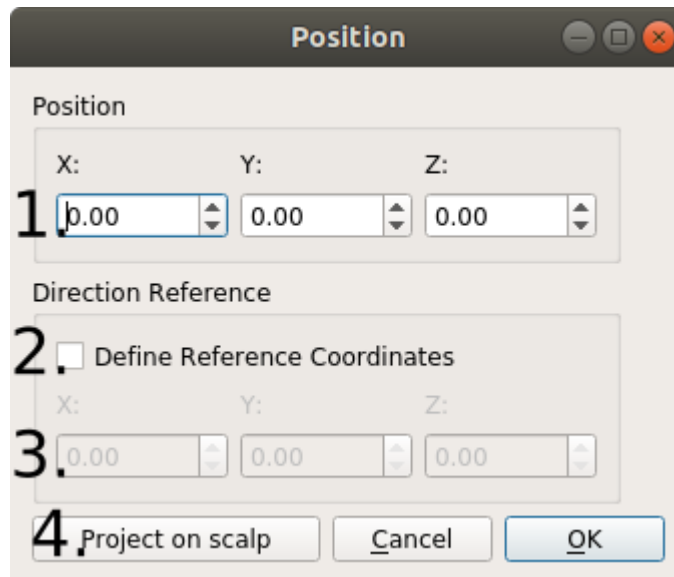 Position
Position
X: Y: Z:
1. 0.00 0.00 0.00
Direction Reference
2. Define Reference Coordinates
X: Y: Z:
3. 0.00 0.00 0.00
4. Project on scalp Cancel OK